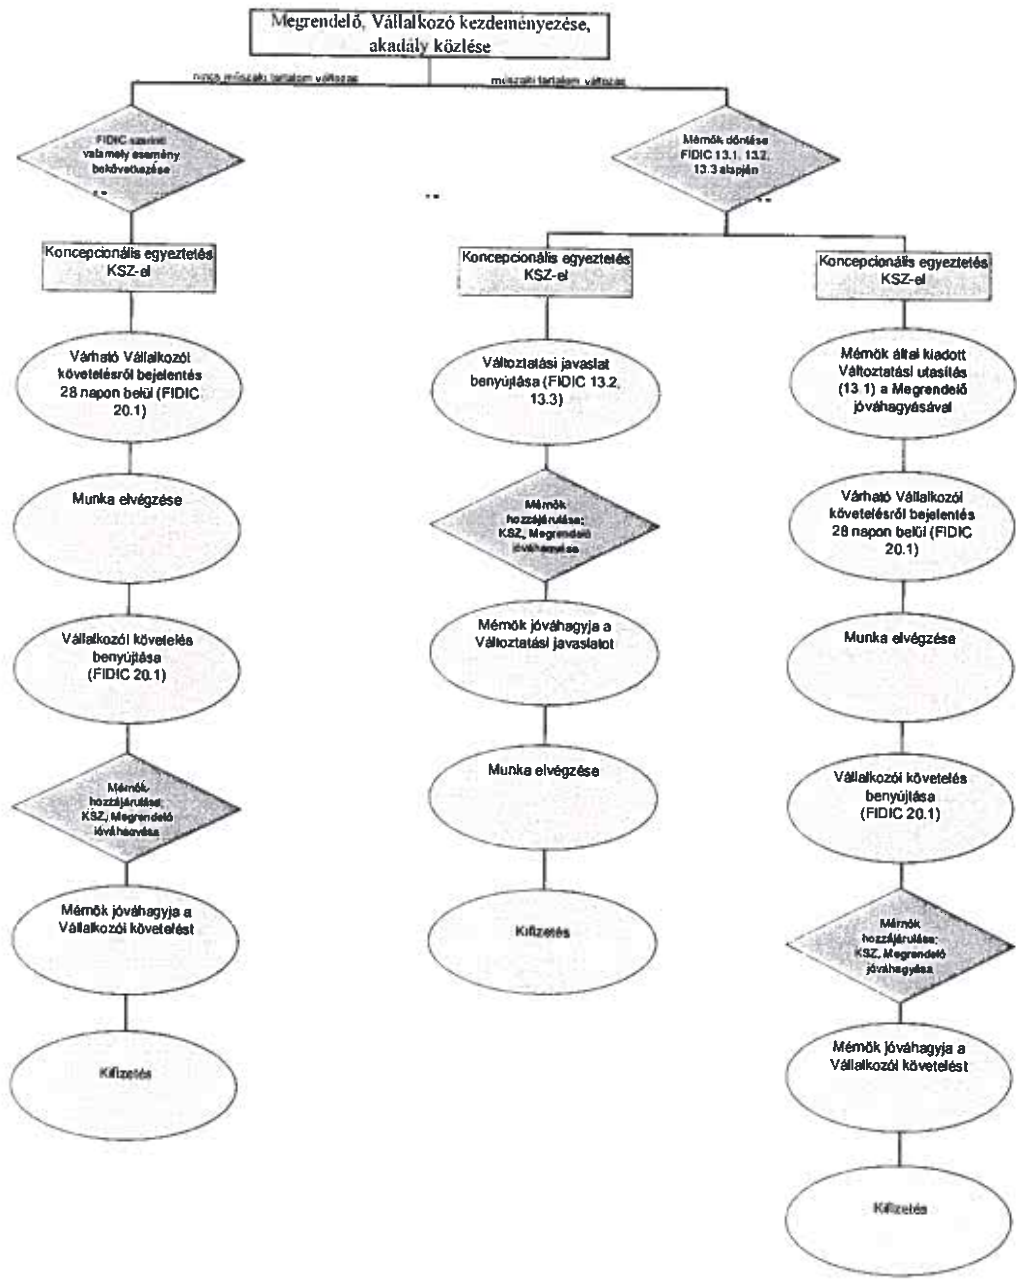 Megrendelő, Vállalkozó kezdeményezése,
akadály közlése
nincs műszaki tartalom változás
műszaki tartalom változás
FIDIC szerinti
valamely esemény
bekövetkezése
Koncepcionális egyeztetés
KSZ-el
Várható Vállalkozói
követelésről bejelentés
28 napon belül (FIDIC
20.1)
Munka elvégzése
Vállalkozói követelés
benyújtása
(FIDIC 20.1)
Mérnök
hozzájárulása;
KSZ, Megrendelő
jóváhagyása
Mérnök jóváhagyja a
Vállalkozói követelést
Kifizetés
Mérnök döntése
FIDIC 13.1, 13.2,
13.3 alapján
Koncepcionális egyeztetés
KSZ-el
Változtatási javaslat
benyújtása (FIDIC 13.2,
13.3)
Mérnök
hozzájárulása;
KSZ, Megrendelő
jóváhagyása
Mérnök jóváhagyja a
Változtatási javaslatot
Munka elvégzése
Kifizetés
Koncepcionális egyeztetés
KSZ-el
Mérnök által kiadott
Változtatási utasítás
(13.1) a Megrendelő
jóváhagyásával
Várható Vállalkozói
követelésről bejelentés
28 napon belül (FIDIC
20.1)
Munka elvégzése
Vállalkozói követelés
benyújtása
(FIDIC 20.1)
Mérnök
hozzájárulása;
KSZ, Megrendelő
jóváhagyása
Mérnök jóváhagyja a
Vállalkozói követelést
Kifizetés